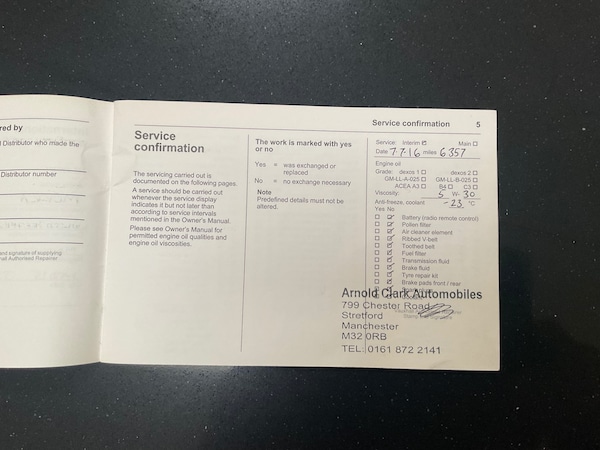 red by
Distributor who made the
Distributor number
and signature of supplying
all Authorised Repairer
Service confirmation 5
Service
confirmation
The servicing carried out is
documented on the following pages.
A service should be carried out
whenever the service display
indicates it but not later than
according to service intervals
mentioned in the Owner's Manual.
Please see Owner's Manual for
permitted engine oil qualities and
engine oil viscosities.
The work is marked with yes
or no
Yes = was exchanged or
replaced
No = no exchange necessary
Note
Predefined details must not be
altered.
Service: Interim Main
Date 7-7-16 miles 6357
Engine oil
Grade: dexos 1 dexos 2
GM-LL-A-025 GM-LL-B-025
ACEA A3 B4 C3
Viscosity: 5 W- 30
Anti-freeze, coolant -23 °C
Yes No
Battery (radio remote control)
Pollen filter
Air cleaner element
Ribbed V-belt
Toothed belt
Fuel filter
Transmission fluid
Brake fluid
Tyre repair kit
Brake pads front / rear
Arnold Clark Automobiles
799 Chester Road
Stretford
Manchester
M32 0RB
TEL: 0161 872 2141